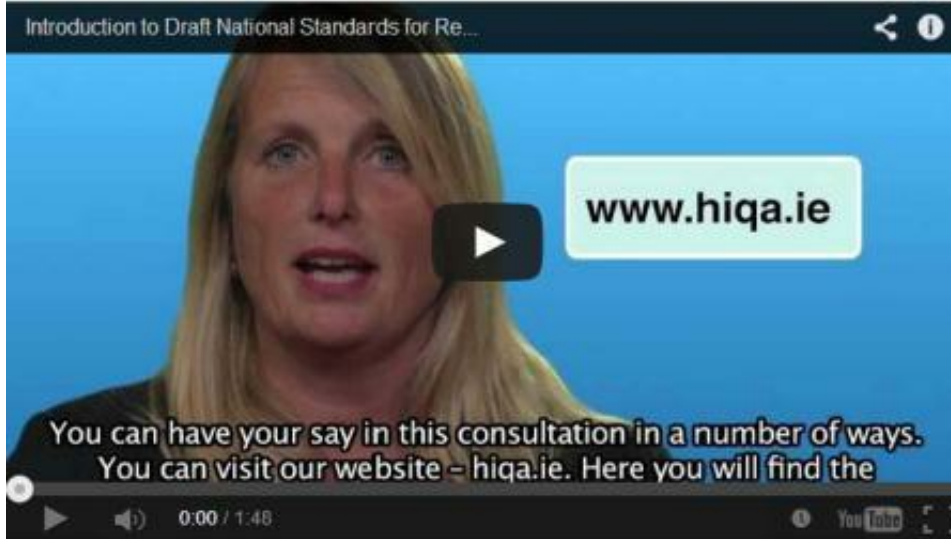 Introduction to Draft National Standards for Re...
www.hiqa.ie
You can have your say in this consultation in a number of ways.
You can visit our website – hiqa.ie. Here you will find the
0:00 / 1:48
YouTube